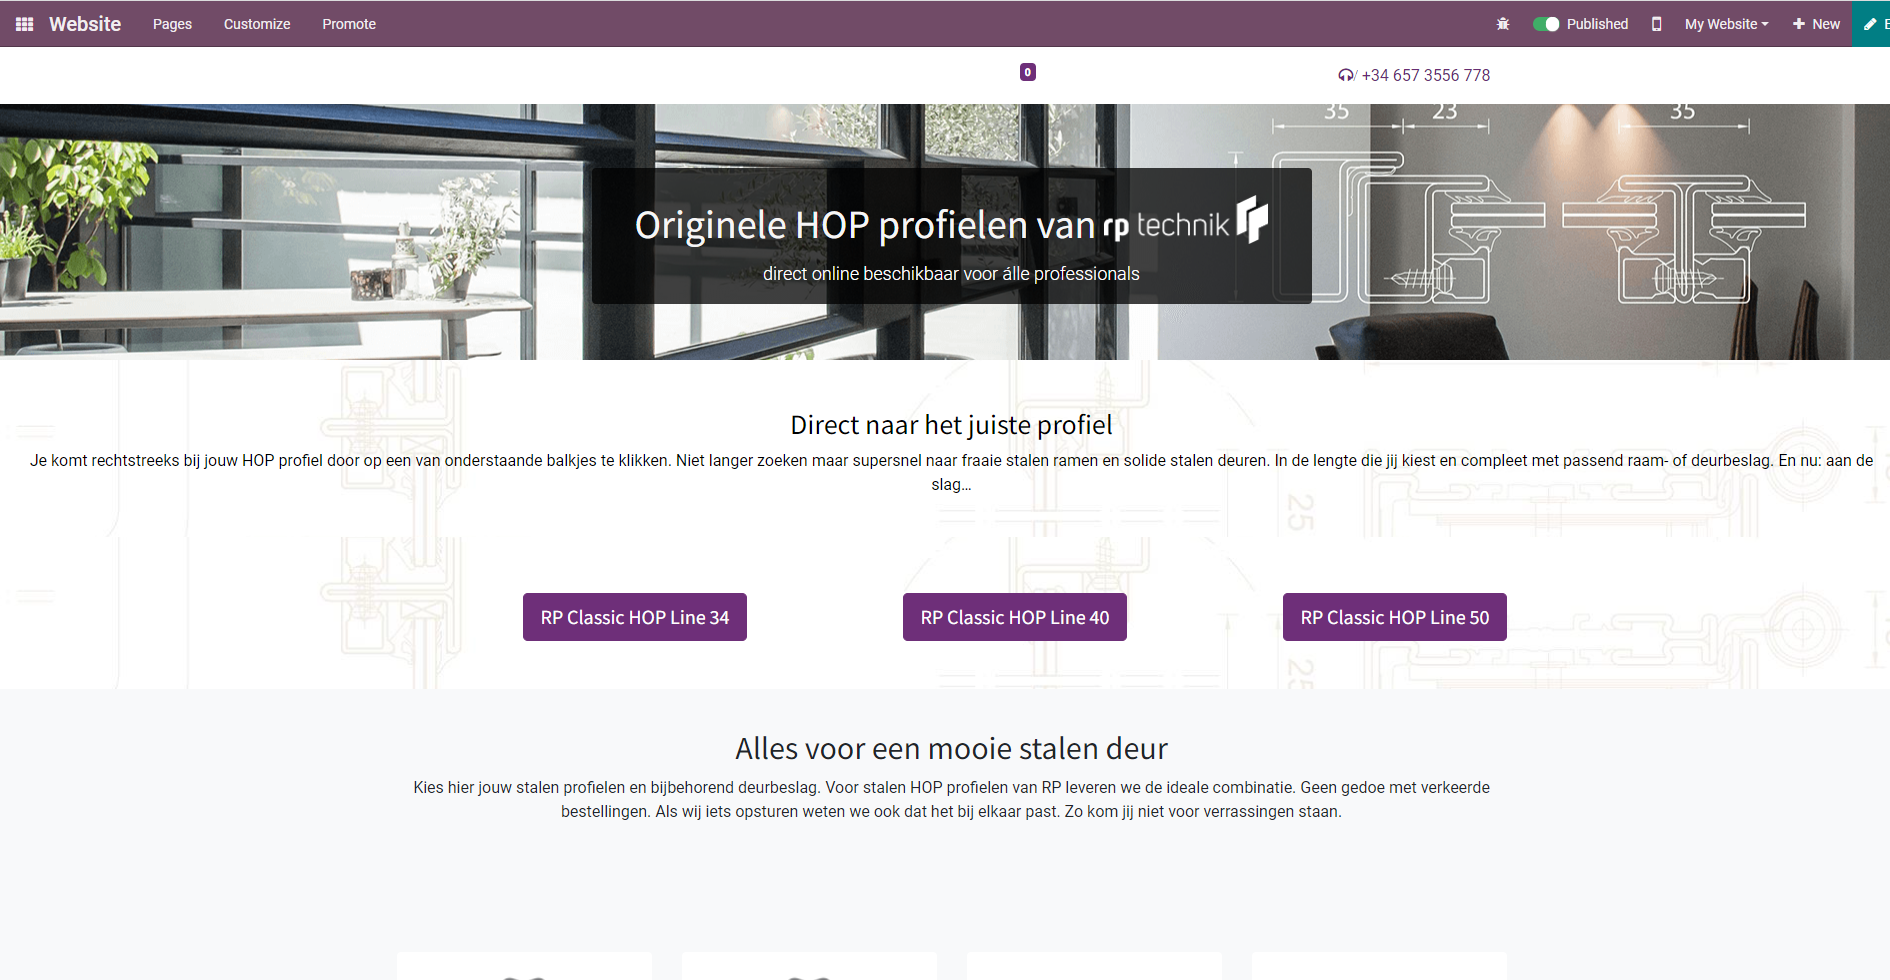 Website Pages Customize Promote Published My Website New
0
/ +34 657 3556 778
35 23 35
Originele HOP profielen van rp technik
direct online beschikbaar voor álle professionals
Direct naar het juiste profiel
Je komt rechtstreeks bij jouw HOP profiel door op een van onderstaande balkjes te klikken. Niet langer zoeken maar supersnel naar fraaie stalen ramen en solide stalen deuren. In de lengte die jij kiest en compleet met passend raam- of deurbeslag. En nu: aan de
slag...
25
RP Classic HOP Line 34 RP Classic HOP Line 40 RP Classic HOP Line 50
25
Alles voor een mooie stalen deur
Kies hier jouw stalen profielen en bijbehorend deurbeslag. Voor stalen HOP profielen van RP leveren we de ideale combinatie. Geen gedoe met verkeerde
bestellingen. Als wij iets opsturen weten we ook dat het bij elkaar past. Zo kom jij niet voor verrassingen staan.